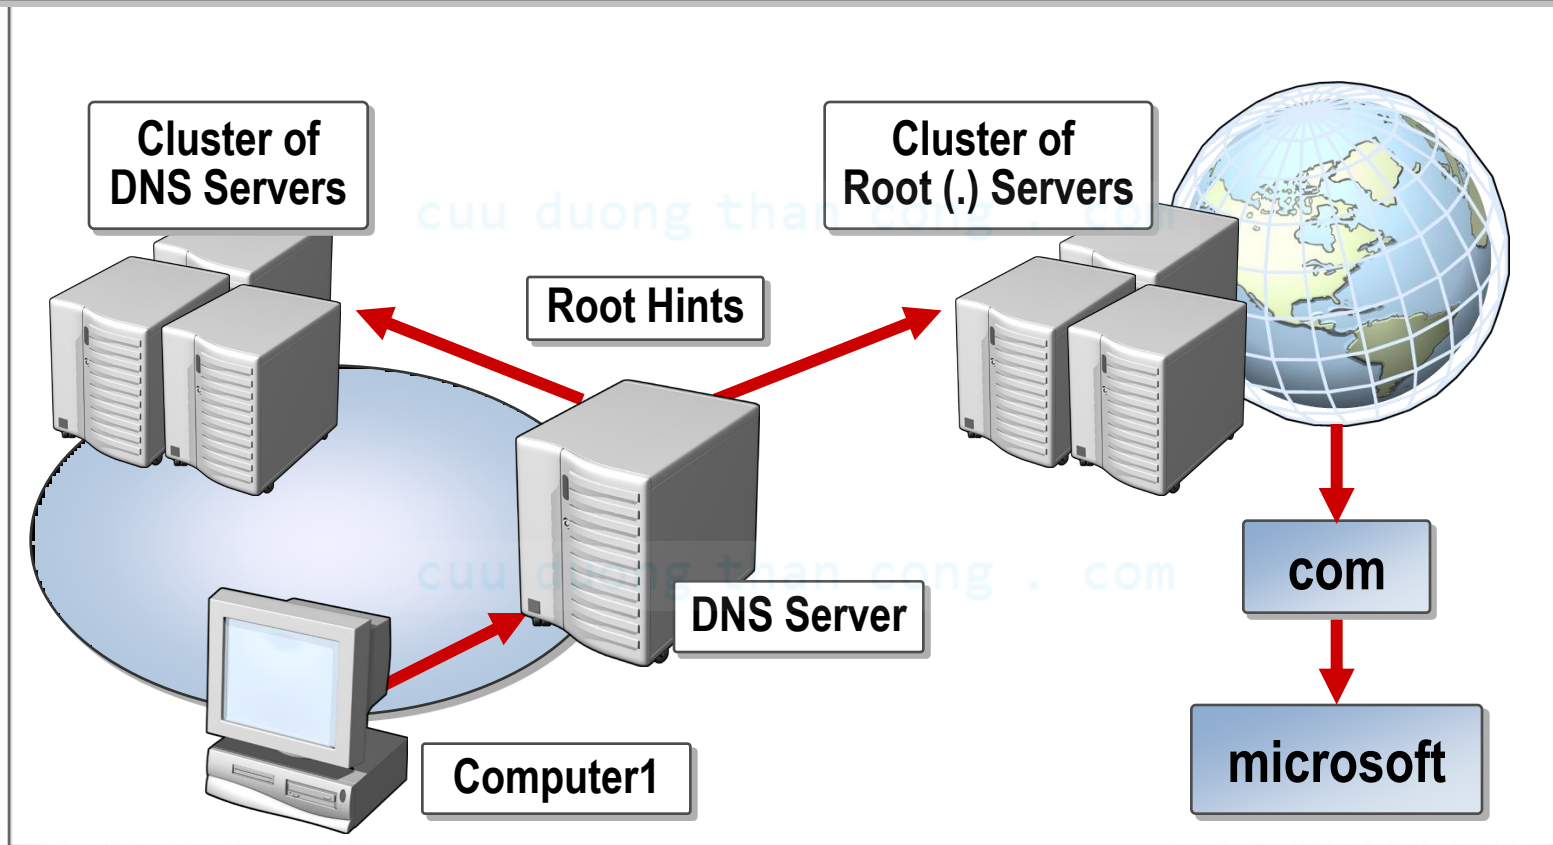 Cluster of
DNS Servers
Cluster of
Root (.) Servers
cuu duong than cong . com
Root Hints
cuu duong than cong . com
com
DNS Server
microsoft
Computer1